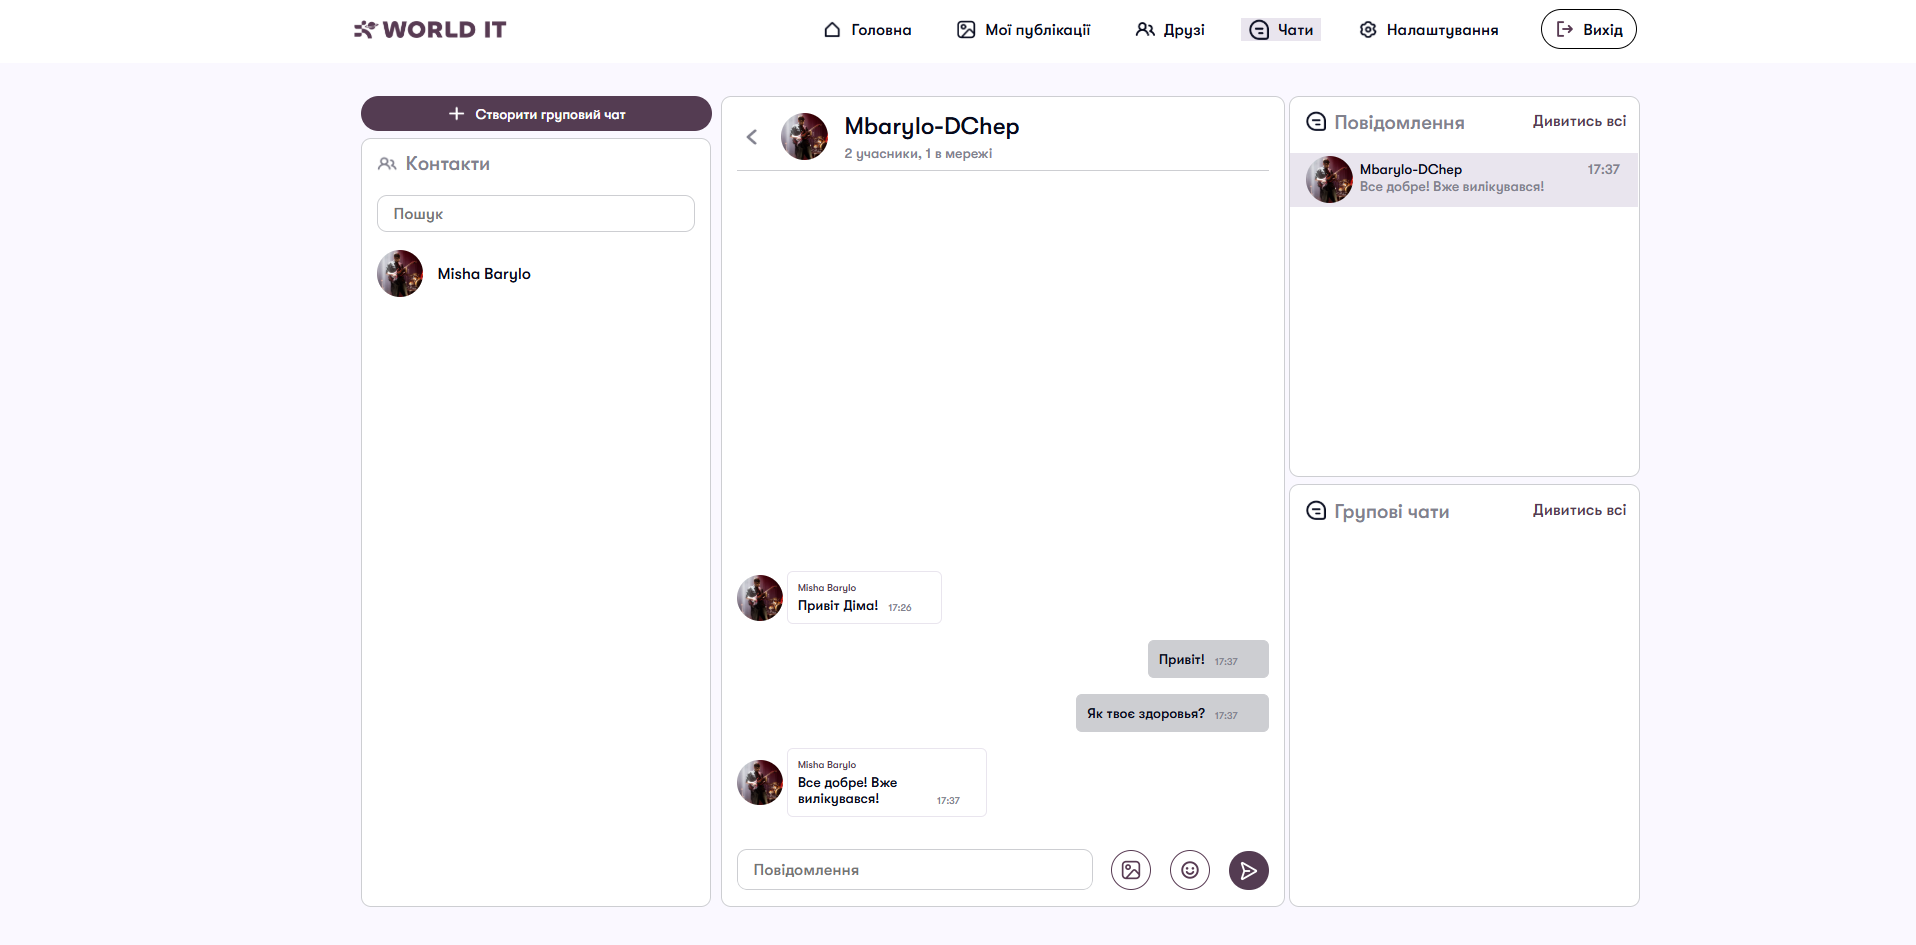 WORLD IT
Головна
Мої публікації
Друзі
Чати
Налаштування
Вихід
Створити груповий чат
Контакти
Пошук
Misha Barylo
Mbarylo-DChep
2 учасники, 1 в мережі
Misha Barylo
Привіт Діма! 17:26
Привіт! 17:37
Як твоє здоровья? 17:37
Misha Barylo
Все добре! Вже
вилікувався! 17:37
Повідомлення
Повідомлення
Дивитись всі
Mbarylo-DChep 17:37
Все добре! Вже вилікувався!
Групові чати
Дивитись всі